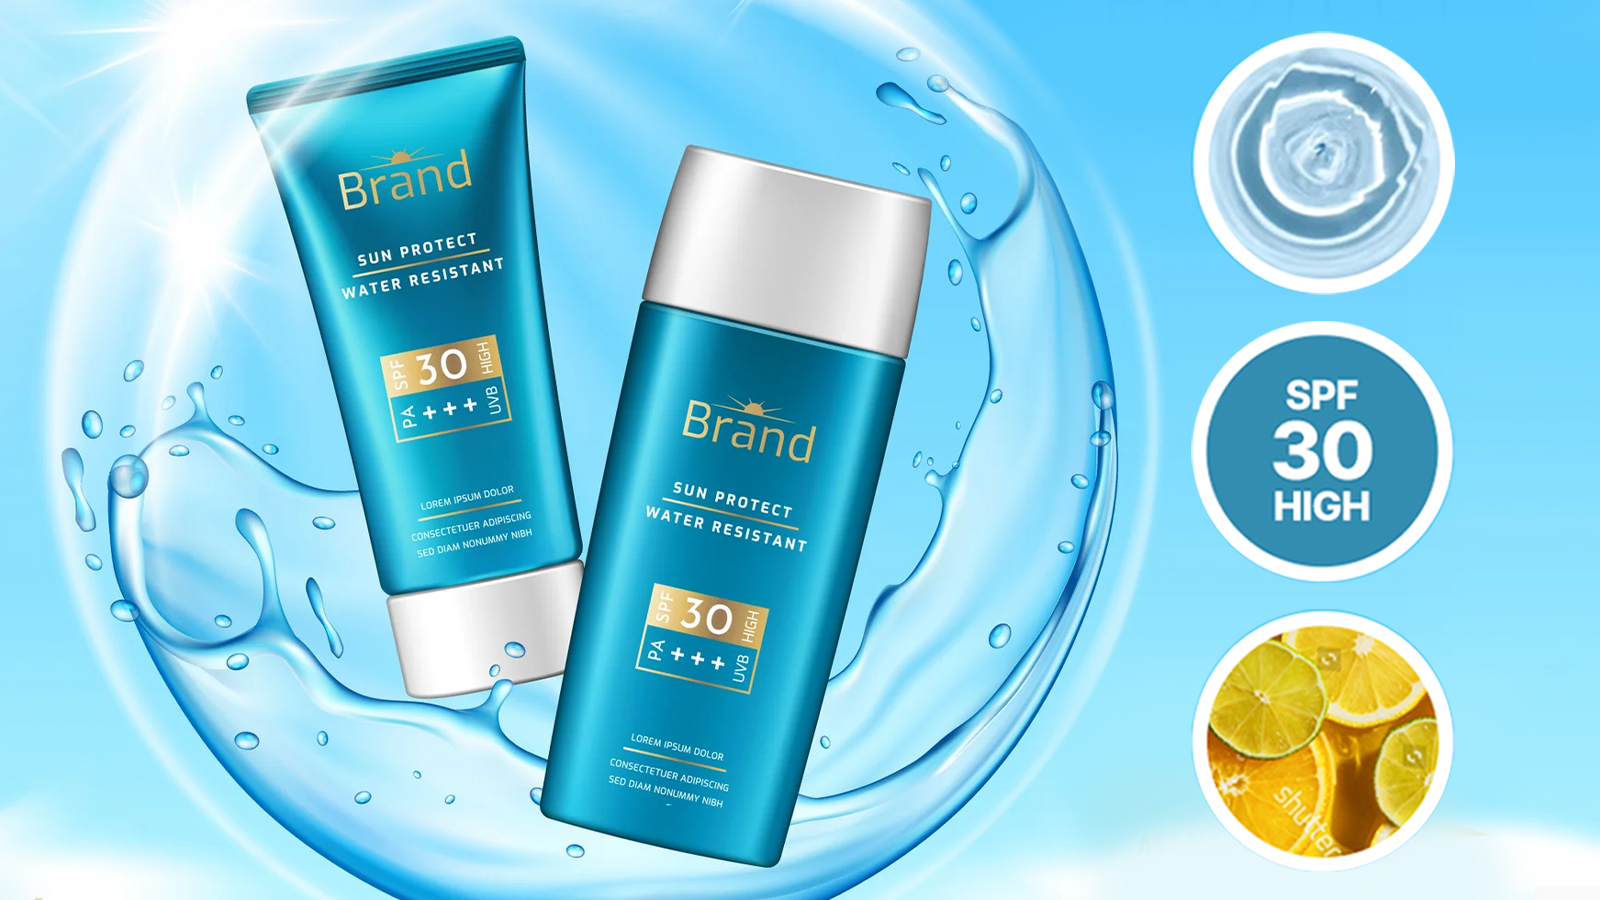 Brand
SUN PROTECT
WATER RESISTANT
SPF 30 HIGH
PA +++ UVB
LOREM IPSUM DOLOR
CONSECTETUER ADIPISCING
SED DIAM NONUMMY NIBH
Brand
SUN PROTECT
WATER RESISTANT
SPF 30 HIGH
PA +++ UVB
LOREM IPSUM DOLOR
CONSECTETUER ADIPISCING
SED DIAM NONUMMY NIBH
SPF
30
HIGH
shutter